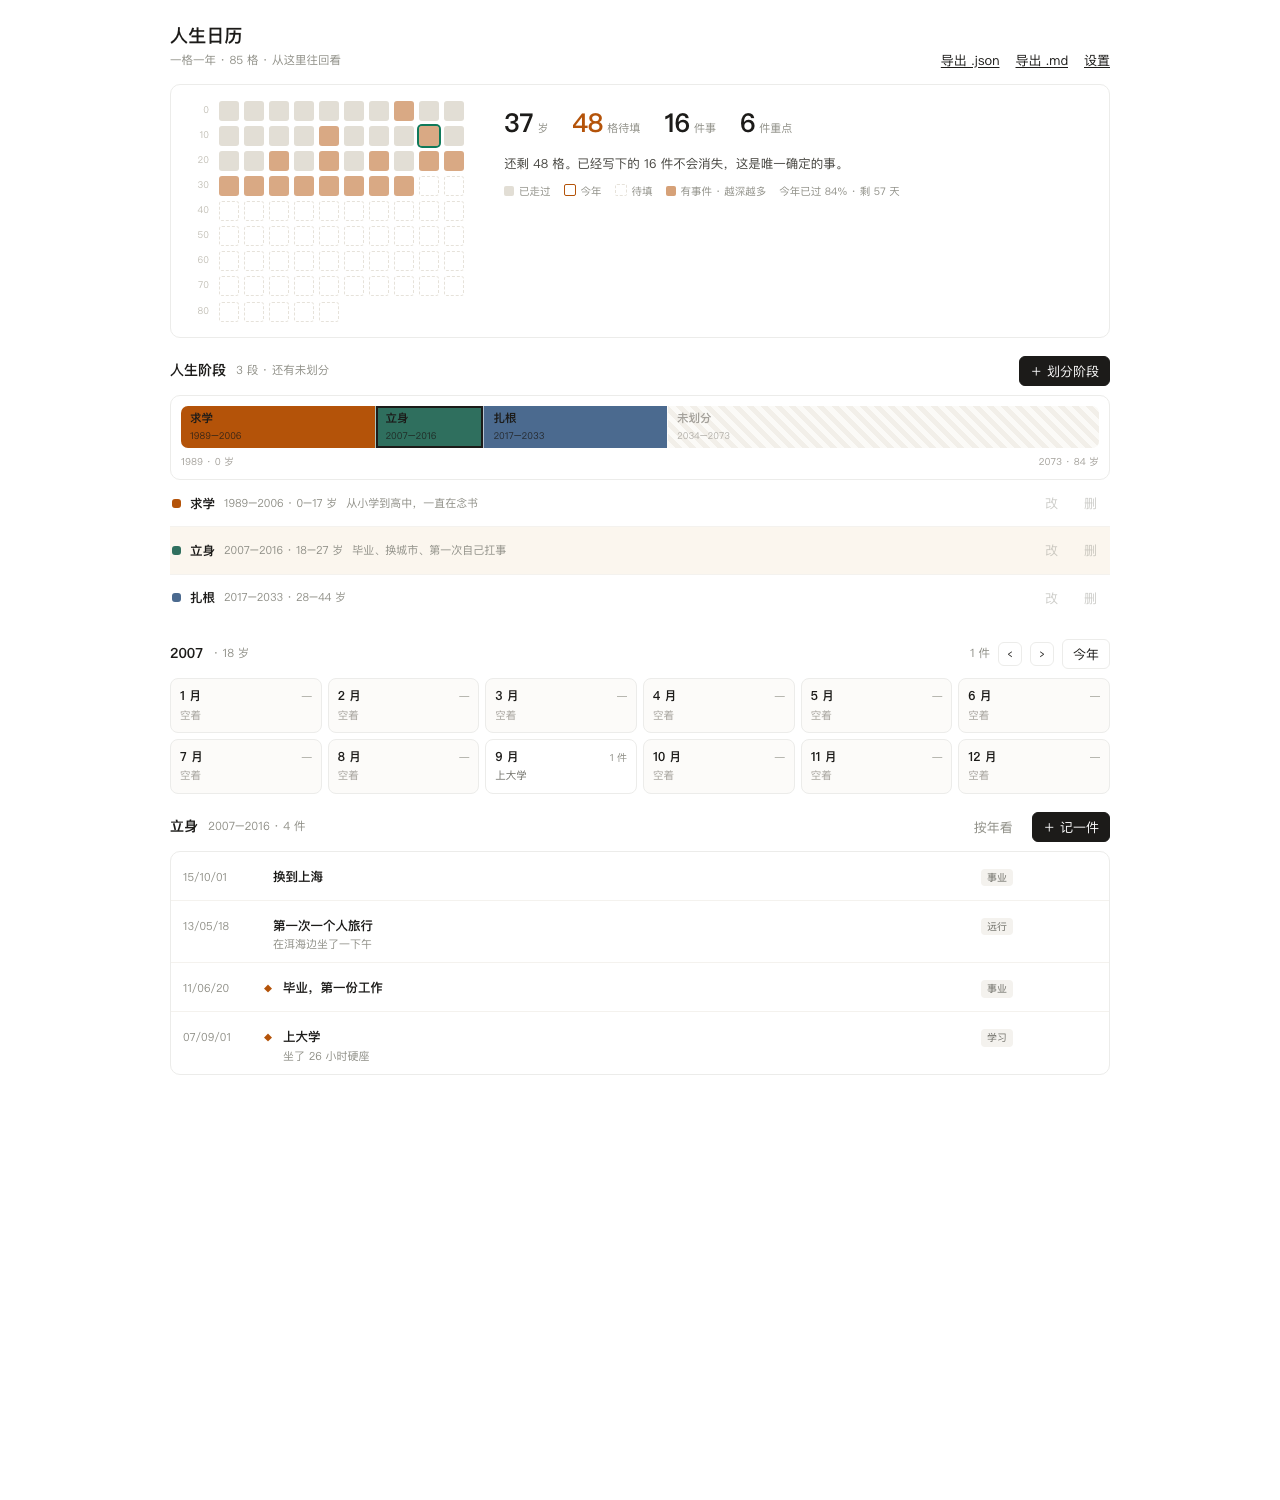 人生日历
一格一年 · 85 格 · 从这里往回看
导出 .json 导出 .md 设置
0
10
20
30
40
50
60
70
80
37 岁 48 格待填 16 件事 6 件重点
还剩 48 格。已经写下的 16 件不会消失，这是唯一确定的事。
已走过 今年 待填 有事件 · 越深越多 今年已过 84% · 剩 57 天
人生阶段 3 段 · 还有未划分
+ 划分阶段
求学 立身 扎根 未划分
1989—2006 2007—2016 2017—2033 2034—2073
1989 · 0 岁 2073 · 84 岁
求学 1989—2006 · 0—17 岁 从小学到高中，一直在念书 改 删
立身 2007—2016 · 18—27 岁 毕业、换城市、第一次自己扛事 改 删
扎根 2017—2033 · 28—44 岁 改 删
2007 · 18 岁 1 件 ‹ › 今年
1 月 — 2 月 — 3 月 — 4 月 — 5 月 — 6 月 —
空着 空着 空着 空着 空着 空着
7 月 — 8 月 — 9 月 1 件 10 月 — 11 月 — 12 月 —
空着 空着 上大学 空着 空着 空着
立身 2007—2016 · 4 件 按年看 + 记一件
15/10/01 换到上海 事业
13/05/18 第一次一个人旅行 远行
在洱海边坐了一下午
11/06/20 ◆ 毕业，第一份工作 事业
07/09/01 ◆ 上大学 学习
坐了 26 小时硬座